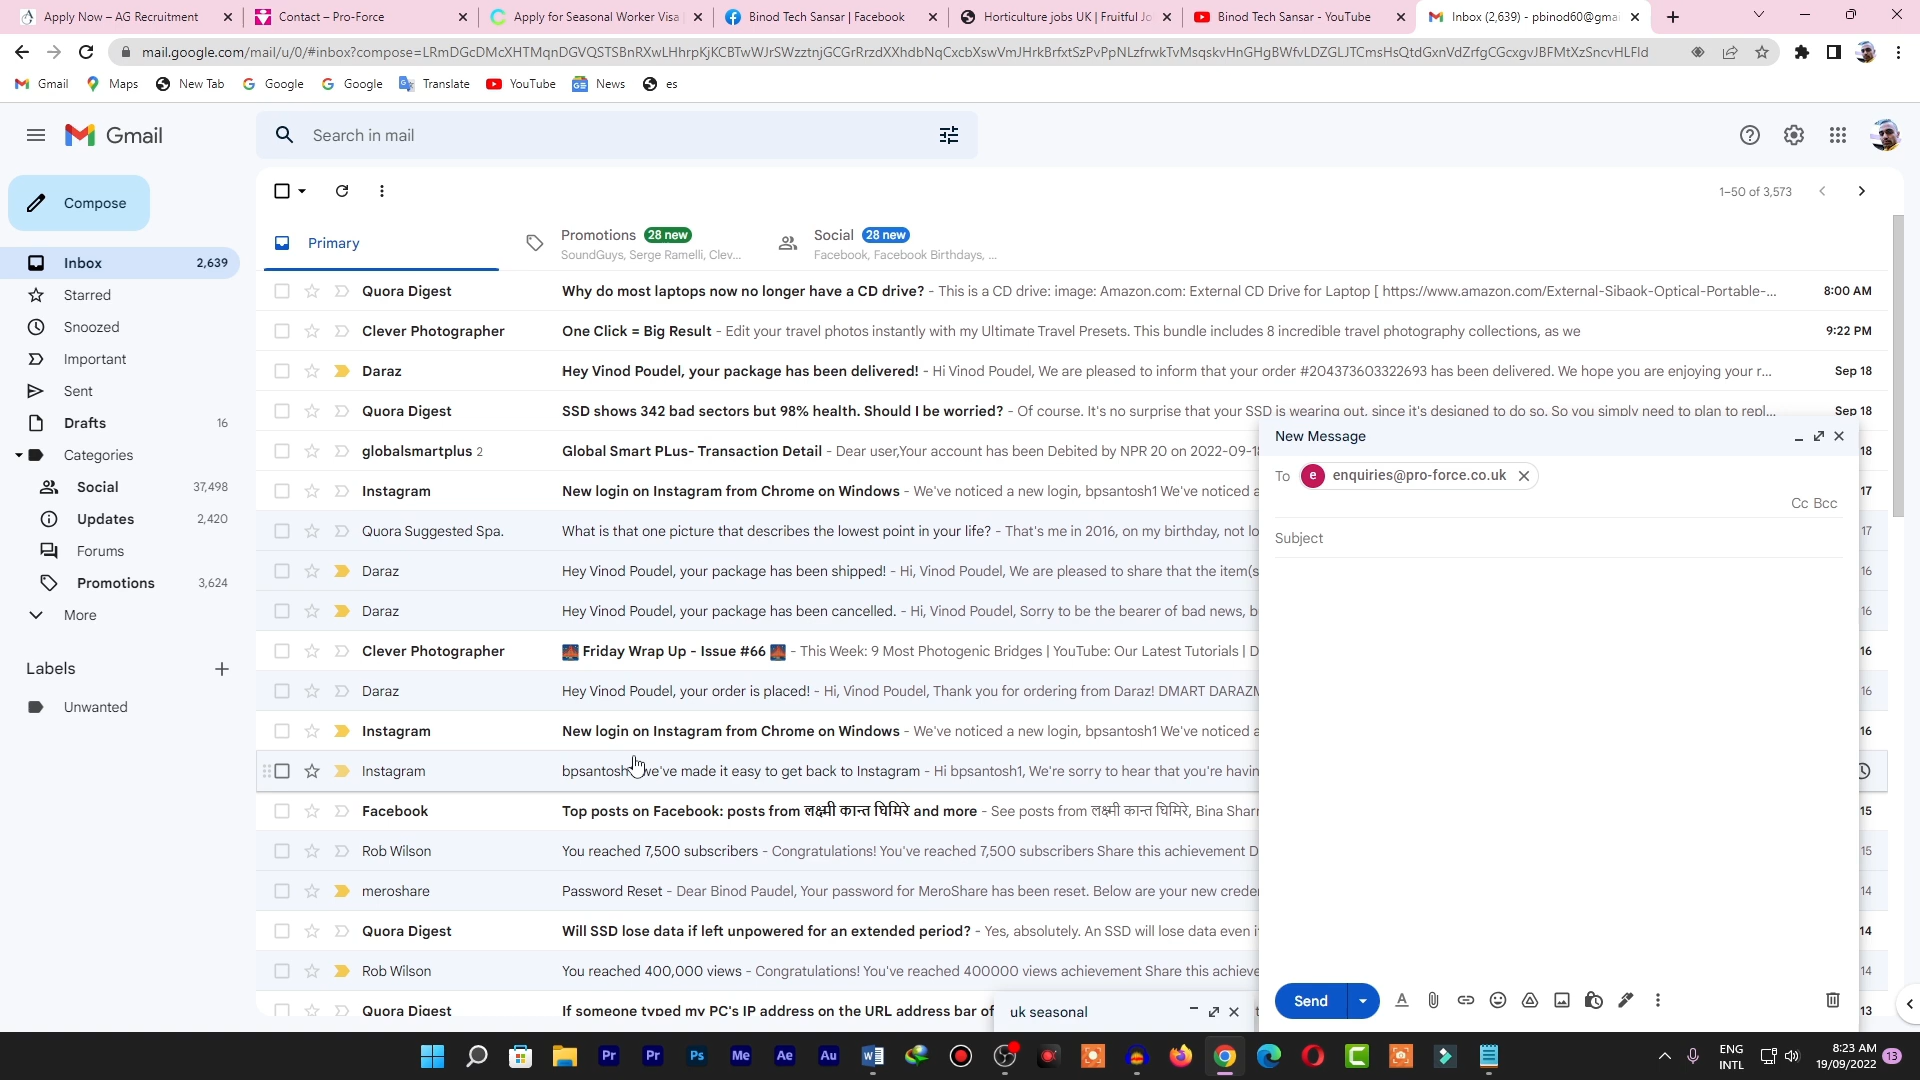 Apply Now – AG Recruitment
Contact – Pro-Force
Apply for Seasonal Worker Visa
Binod Tech Sansar | Facebook
Horticulture jobs UK | Fruitful Jo
Binod Tech Sansar - YouTube
Inbox (2,639) - pbinod60@gmai
Gmail
Maps
New Tab
Google
Google
Translate
YouTube
News
es
Gmail
Search in mail
Compose
1–50 of 3,573
Primary
Promotions 28 new
SoundGuys, Serge Ramelli, Clev...
Social 28 new
Facebook, Facebook Birthdays, ...
Inbox 2,639
Starred
Snoozed
Important
Sent
Drafts 16
Categories
Social 37,498
Updates 2,420
Forums
Promotions 3,624
More
Labels
Unwanted
Quora Digest Why do most laptops now no longer have a CD drive? - This is a CD drive: image: Amazon.com: External CD Drive for Laptop [ https://www.amazon.com/External-Sibaok-Optical-Portable-... 8:00 AM
Clever Photographer One Click = Big Result - Edit your travel photos instantly with my Ultimate Travel Presets. This bundle includes 8 incredible travel photography collections, as we 9:22 PM
Daraz Hey Vinod Poudel, your package has been delivered! - Hi Vinod Poudel, We are pleased to inform that your order #204373603322693 has been delivered. We hope you are enjoying your r... Sep 18
Quora Digest SSD shows 342 bad sectors but 98% health. Should I be worried? - Of course. It's no surprise that your SSD is wearing out, since it's designed to do so. So you simply need to plan to repl... Sep 18
globalsmartplus 2 Global Smart PLus- Transaction Detail - Dear user,Your account has been Debited by NPR 20 on 2022-09-18 18
Instagram New login on Instagram from Chrome on Windows - We've noticed a new login, bpsantosh1 We've noticed a 17
Quora Suggested Spa. What is that one picture that describes the lowest point in your life? - That's me in 2016, on my birthday, not lo 17
Daraz Hey Vinod Poudel, your package has been shipped! - Hi, Vinod Poudel, We are pleased to share that the item(s 16
Daraz Hey Vinod Poudel, your package has been cancelled. - Hi, Vinod Poudel, Sorry to be the bearer of bad news, b 16
Clever Photographer Friday Wrap Up - Issue #66 - This Week: 9 Most Photogenic Bridges | YouTube: Our Latest Tutorials | D 16
Daraz Hey Vinod Poudel, your order is placed! - Hi, Vinod Poudel, Thank you for ordering from Daraz! DMART DARAZM 16
Instagram New login on Instagram from Chrome on Windows - We've noticed a new login, bpsantosh1 We've noticed a 16
Instagram we've made it easy to get back to Instagram - Hi bpsantosh1, We're sorry to hear that you're havin
Facebook Top posts on Facebook: posts from लक्ष्मी कान्त घिमिरे and more - See posts from लक्ष्मी कान्त घिमिरे, Bina Sharr 15
Rob Wilson You reached 7,500 subscribers - Congratulations! You've reached 7,500 subscribers Share this achievement D 15
meroshare Password Reset - Dear Binod Paudel, Your password for MeroShare has been reset. Below are your new creder 14
Quora Digest Will SSD lose data if left unpowered for an extended period? - Yes, absolutely. An SSD will lose data even i 14
Rob Wilson You reached 400,000 views - Congratulations! You've reached 400000 views achievement Share this achieve 14
Quora Digest If someone typed my PC's IP address on the URL address bar of 13
New Message
To e enquiries@pro-force.co.uk
Cc Bcc
Subject
Send
uk seasonal
ENG
INTL
8:23 AM
19/09/2022
13